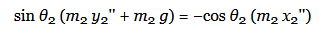 sin θ₂ (m₂ y₂" + m₂ g) = −cos θ₂ (m₂ x₂")